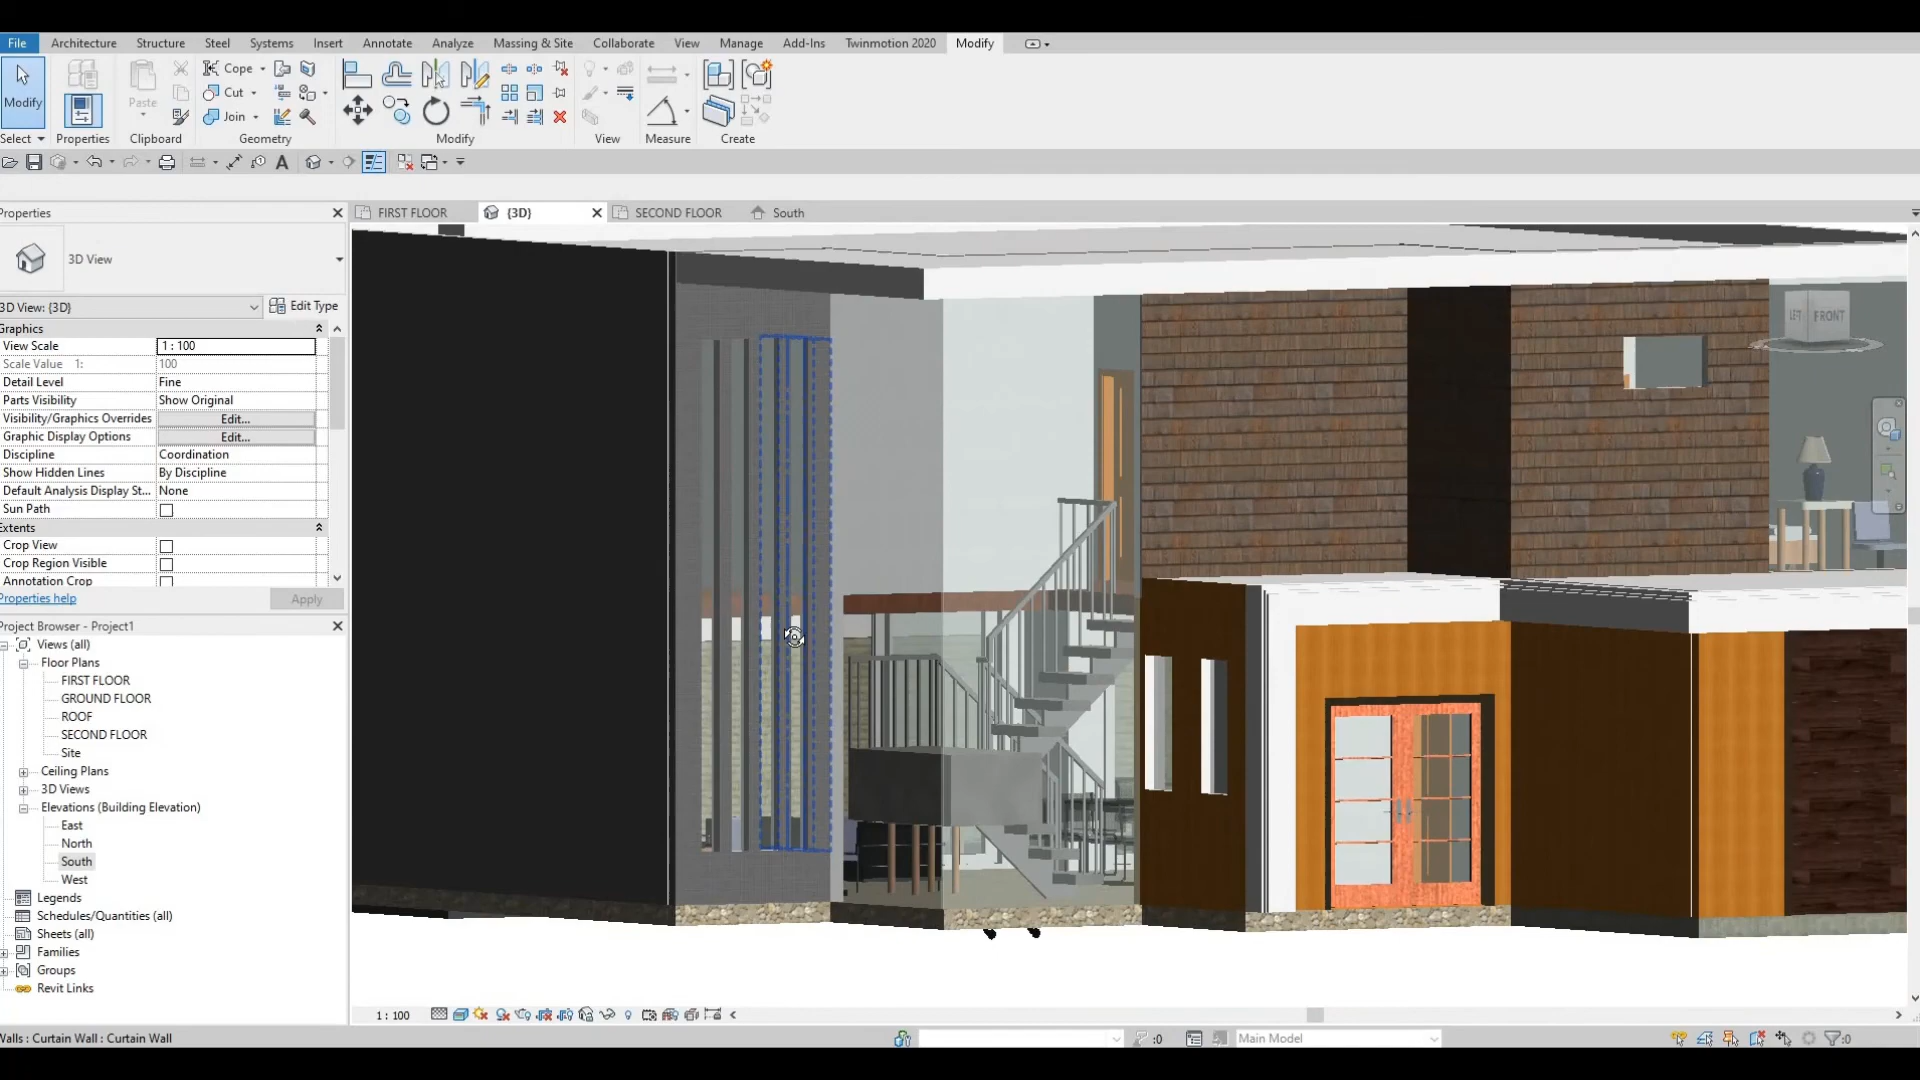 File Architecture Structure Steel Systems Insert Annotate Analyze Massing & Site Collaborate View Manage Add-Ins Twinmotion 2020 Modify
Cope
Modify Paste Cut
Join
Select Properties Clipboard Geometry Modify View Measure Create
A
Properties FIRST FLOOR {3D} SECOND FLOOR South
3D View
3D View: {3D} Edit Type
Graphics
View Scale 1 : 100
Scale Value 1: 100
Detail Level Fine
Parts Visibility Show Original
Visibility/Graphics Overrides Edit...
Graphic Display Options Edit...
Discipline Coordination
Show Hidden Lines By Discipline
Default Analysis Display St... None
Sun Path
Extents
Crop View
Crop Region Visible
Annotation Crop
Properties help Apply
LEFT FRONT
Project Browser - Project1
Views (all)
Floor Plans
FIRST FLOOR
GROUND FLOOR
ROOF
SECOND FLOOR
Site
Ceiling Plans
3D Views
Elevations (Building Elevation)
East
North
South
West
Legends
Schedules/Quantities (all)
Sheets (all)
Families
Groups
Revit Links
1 : 100
Walls : Curtain Wall : Curtain Wall :0 Main Model :0